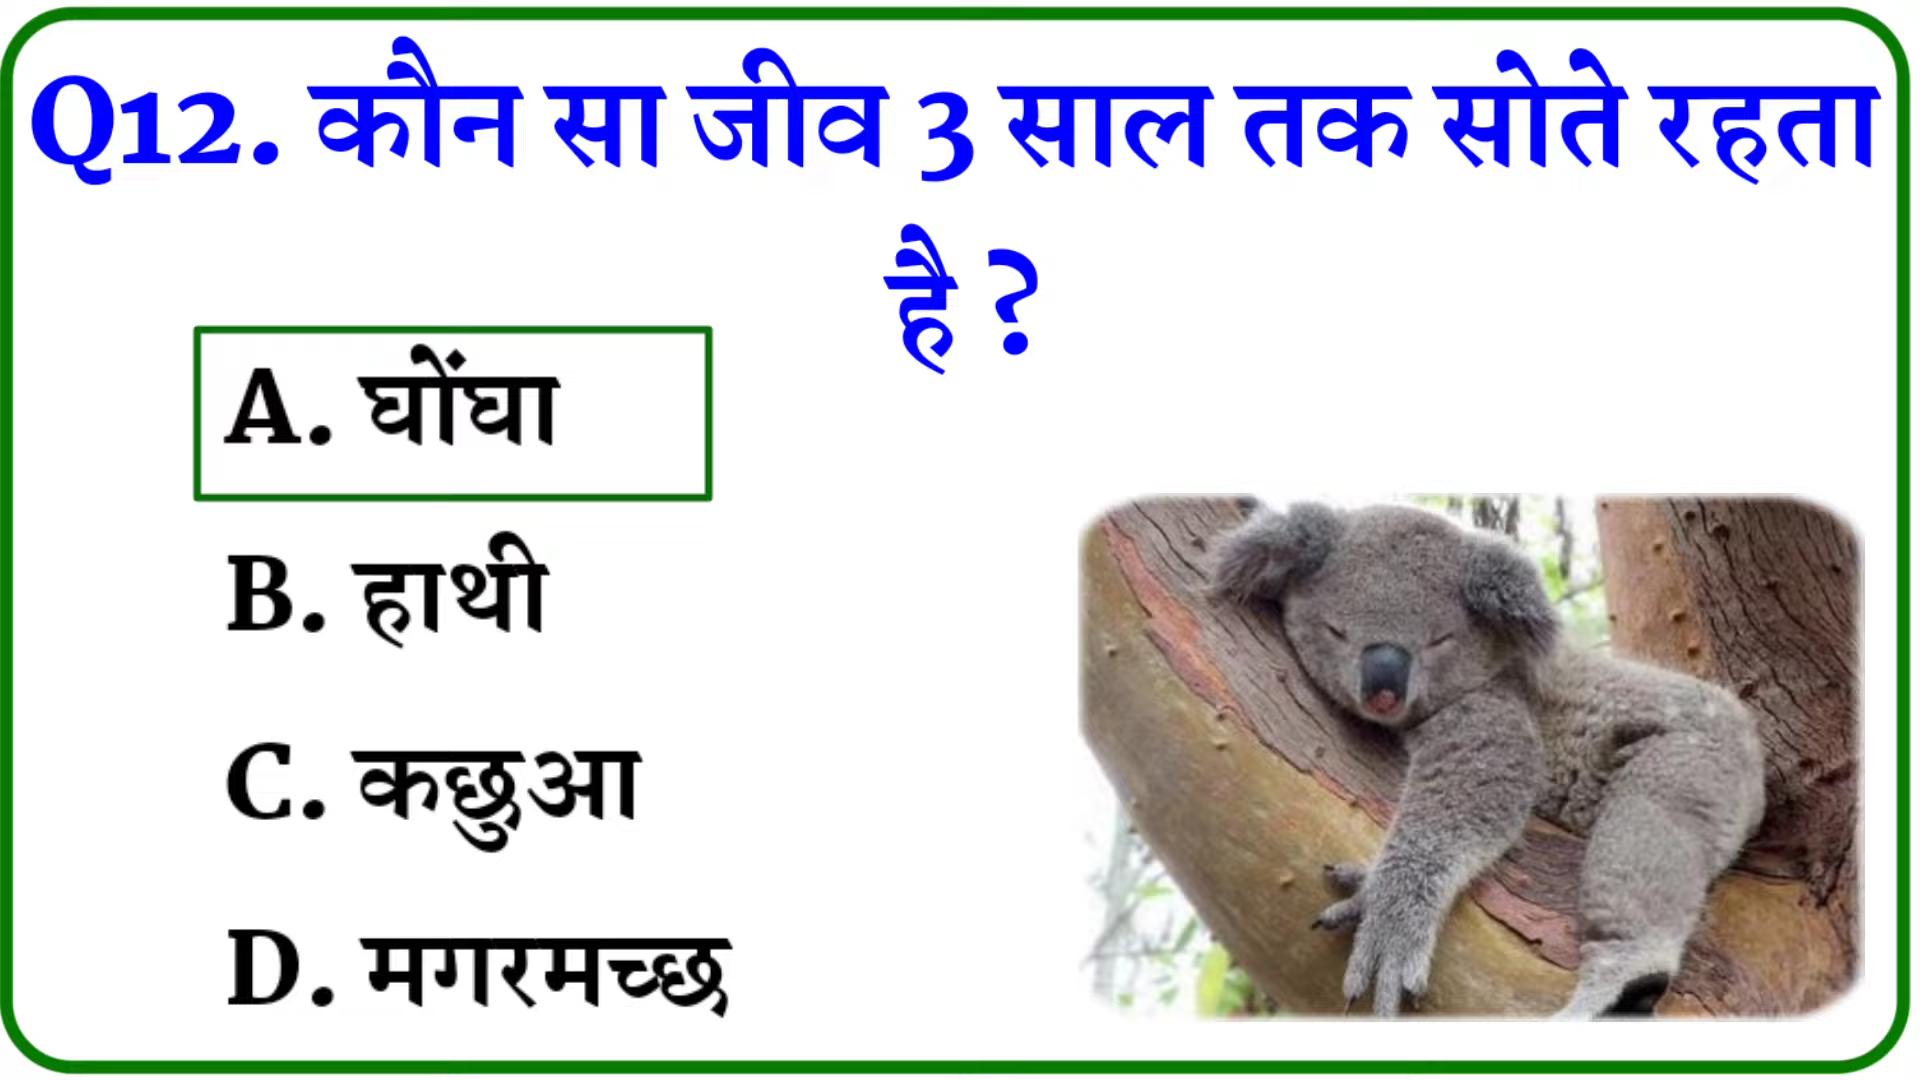 Q12. कौन सा जीव 3 साल तक सोते रहता
है ?
A. घोंघा
B. हाथी
C. कछुआ
D. मगरमच्छ